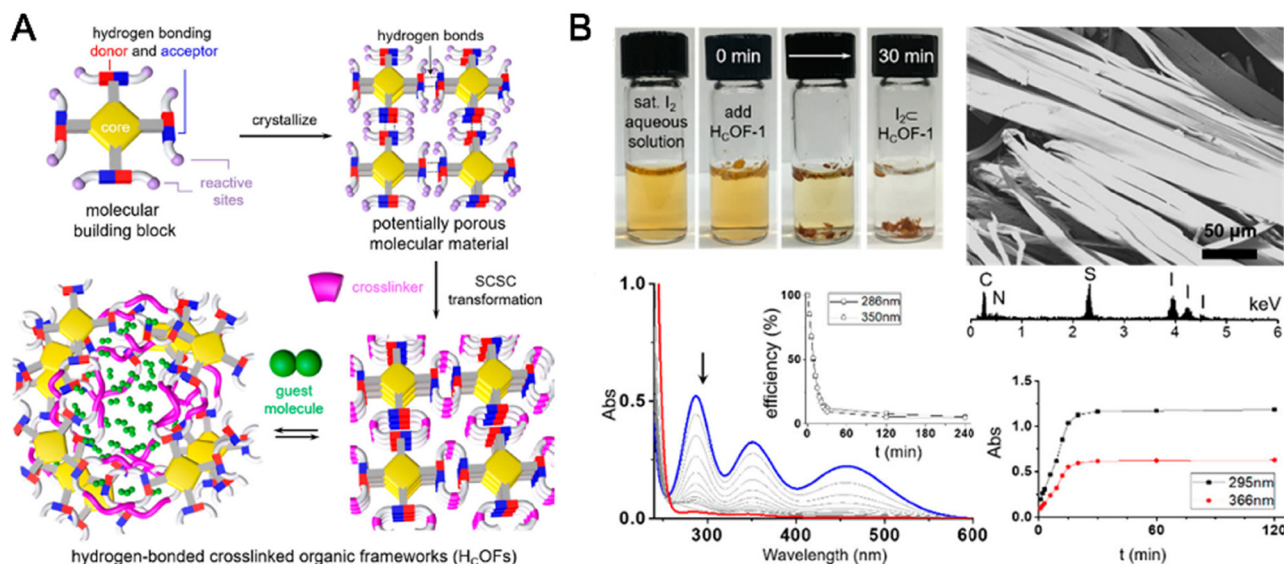 A
hydrogen bonding
donor and acceptor
core
reactive
sites
molecular
building block
crystallize
hydrogen bonds
potentially porous
molecular material
crosslinker
SCSC
transformation
guest
molecule
hydrogen-bonded crosslinked organic frameworks (HCOFs)
B
sat. I2
aqueous
solution
0 min
add
HCOF-1
30 min
I2⊂
HCOF-1
50 μm
C
N
S
I
I
I
keV
0 1 2 3 4 5 6
Abs
1.0
0.5
0.0
300 400 500 600
Wavelength (nm)
efficiency (%)
100
50
0
0 60 120 180 240
t (min)
286nm
350nm
Abs
1.5
1.0
0.5
0.0
0 60 120
t (min)
295nm
366nm